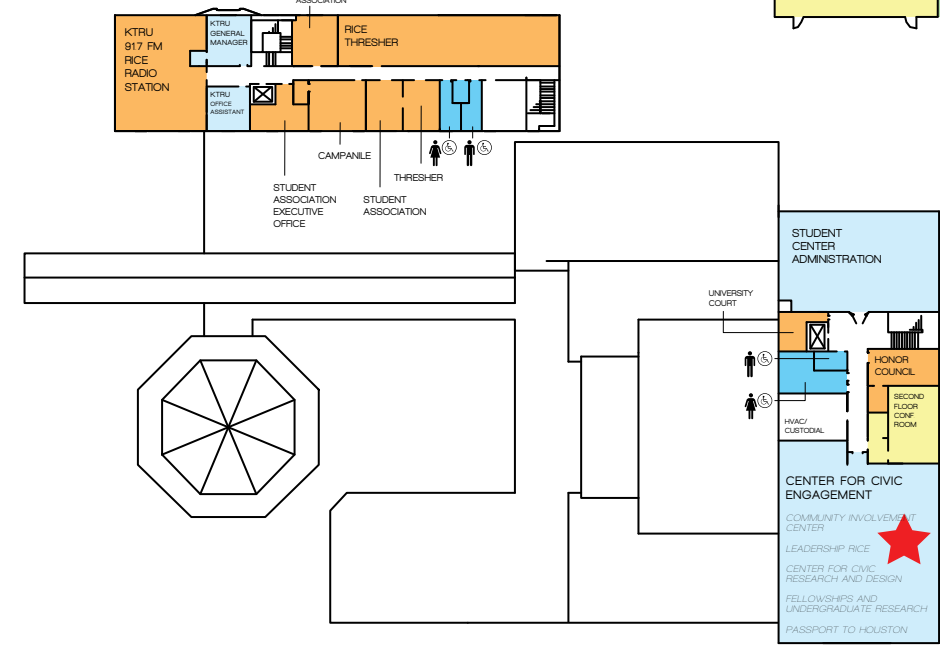 ASSOCIATION
KTRU
917 FM
RICE
RADIO
STATION
KTRU
GENERAL
MANAGER
RICE
THRESHER
KTRU
OFFICE
ASSISTANT
CAMPANILE
THRESHER
STUDENT
ASSOCIATION
EXECUTIVE
OFFICE
STUDENT
ASSOCIATION
STUDENT
CENTER
ADMINISTRATION
UNIVERSITY
COURT
HONOR
COUNCIL
SECOND
FLOOR
CONF
ROOM
HVAC/
CUSTODIAL
CENTER FOR CIVIC
ENGAGEMENT
COMMUNITY INVOLVEMENT
CENTER
LEADERSHIP RICE
CENTER FOR CIVIC
RESEARCH AND DESIGN
FELLOWSHIPS AND
UNDERGRADUATE RESEARCH
PASSPORT TO HOUSTON